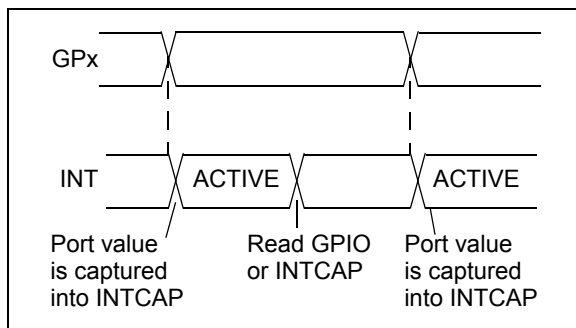 GPx
INT
ACTIVE
ACTIVE
Port value
is captured
into INTCAP
Read GPIO
or INTCAP
Port value
is captured
into INTCAP